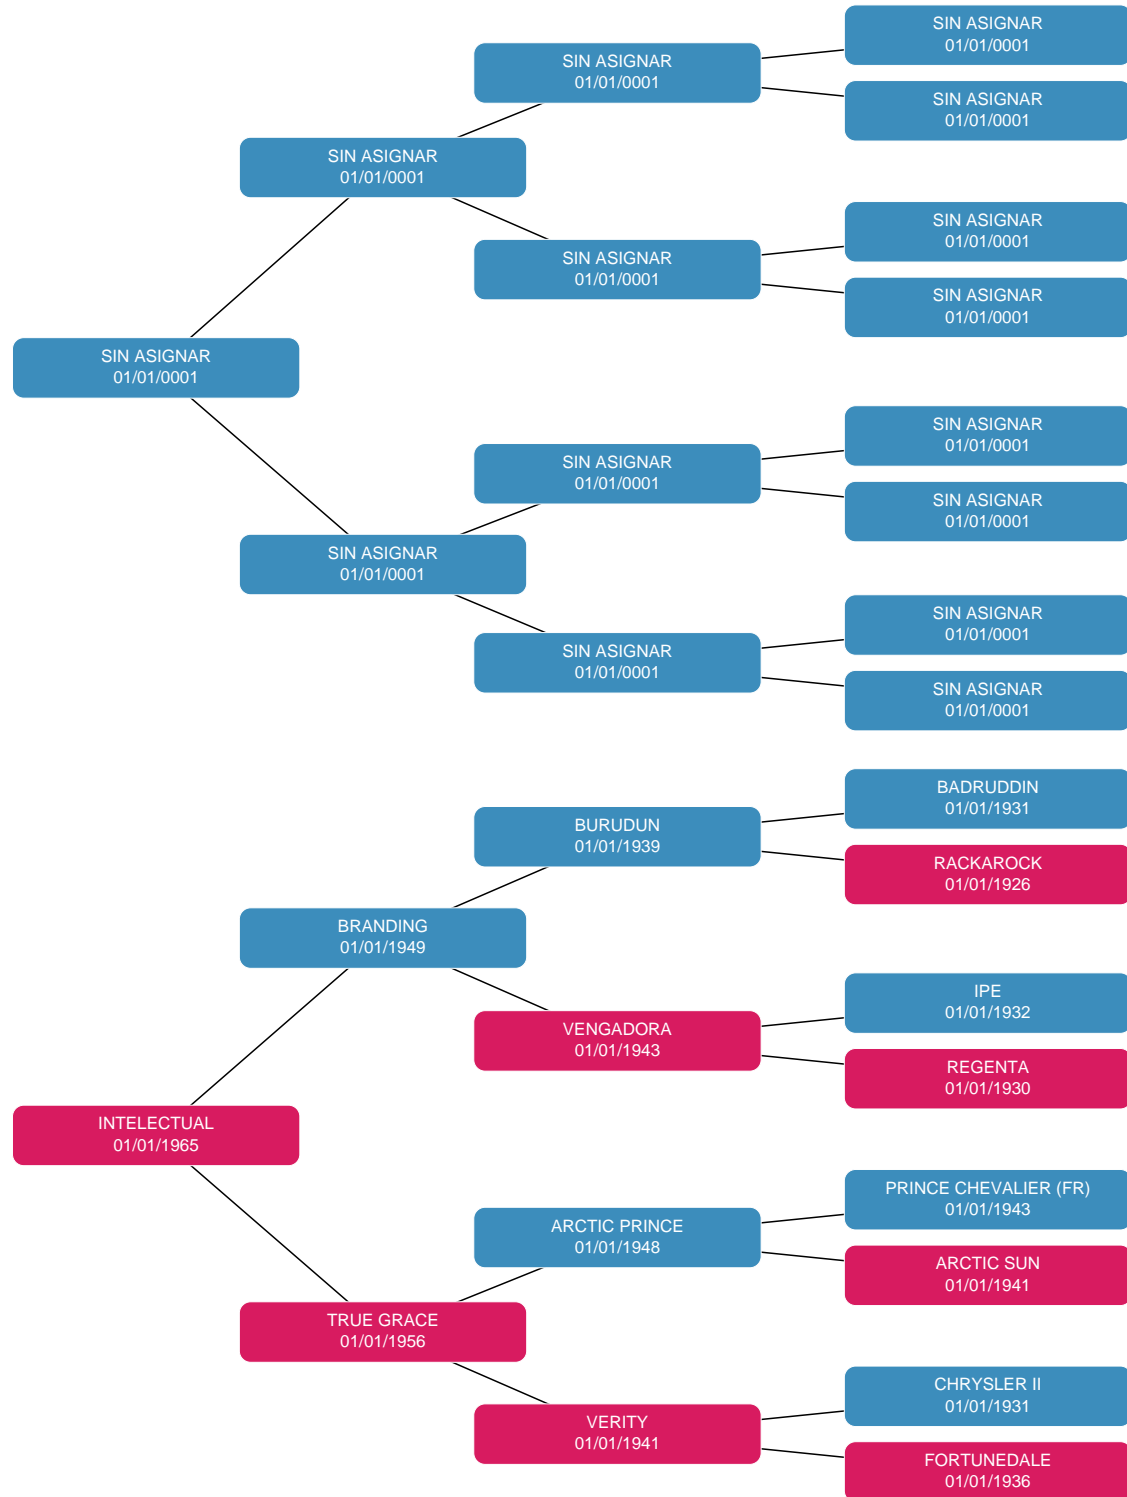 SIN ASIGNAR
01/01/0001
SIN ASIGNAR
01/01/0001
SIN ASIGNAR
01/01/0001
SIN ASIGNAR
01/01/0001
SIN ASIGNAR
01/01/0001
SIN ASIGNAR
01/01/0001
SIN ASIGNAR
01/01/0001
SIN ASIGNAR
01/01/0001
SIN ASIGNAR
01/01/0001
SIN ASIGNAR
01/01/0001
SIN ASIGNAR
01/01/0001
SIN ASIGNAR
01/01/0001
SIN ASIGNAR
01/01/0001
SIN ASIGNAR
01/01/0001
SIN ASIGNAR
01/01/0001
BADRUDDIN
01/01/1931
BURUDUN
01/01/1939
RACKAROCK
01/01/1926
BRANDING
01/01/1949
IPE
01/01/1932
VENGADORA
01/01/1943
REGENTA
01/01/1930
INTELECTUAL
01/01/1965
PRINCE CHEVALIER (FR)
01/01/1943
ARCTIC PRINCE
01/01/1948
ARCTIC SUN
01/01/1941
TRUE GRACE
01/01/1956
CHRYSLER II
01/01/1931
VERITY
01/01/1941
FORTUNEDALE
01/01/1936